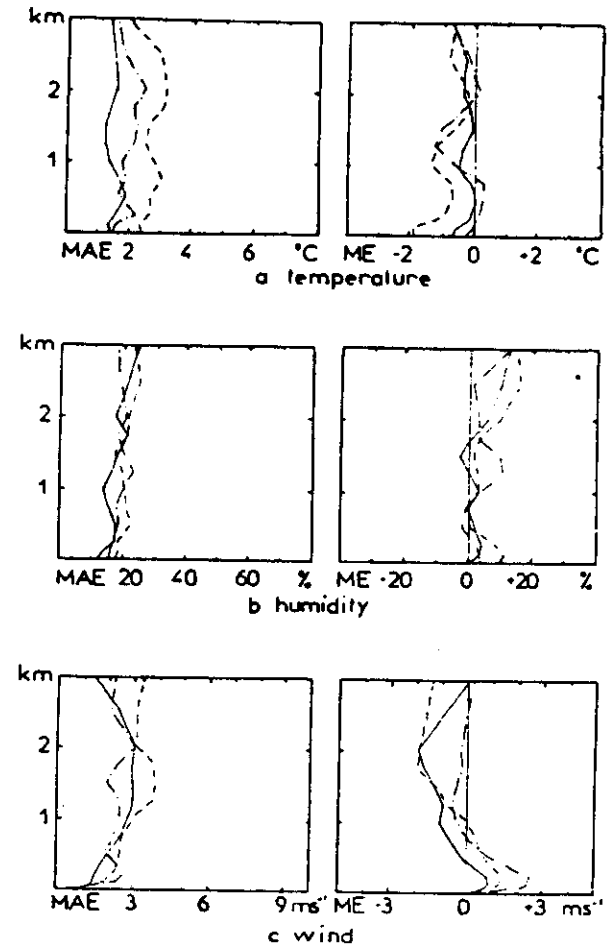 km
2
1
MAE 2 4 6 °C ME -2 0 +2 °C
a temperature
km
2
1
MAE 20 40 60 % ME -20 0 +20 %
b humidity
km
2
1
MAE 3 6 9 ms⁻¹ ME -3 0 +3 ms⁻¹
c wind